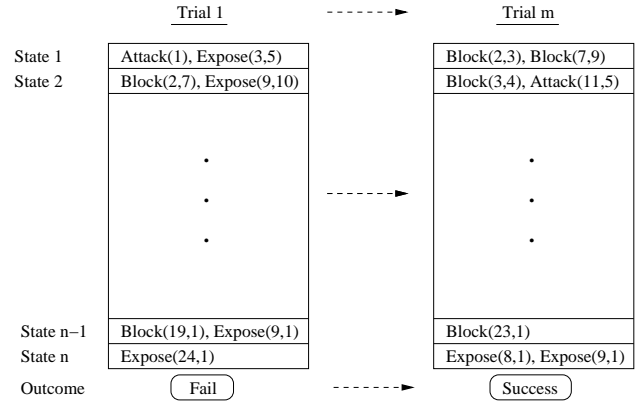 Trial 1 Trial m
State 1 Attack(1), Expose(3,5) Block(2,3), Block(7,9)
State 2 Block(2,7), Expose(9,10) Block(3,4), Attack(11,5)
State n−1 Block(19,1), Expose(9,1) Block(23,1)
State n Expose(24,1) Expose(8,1), Expose(9,1)
Outcome Fail Success